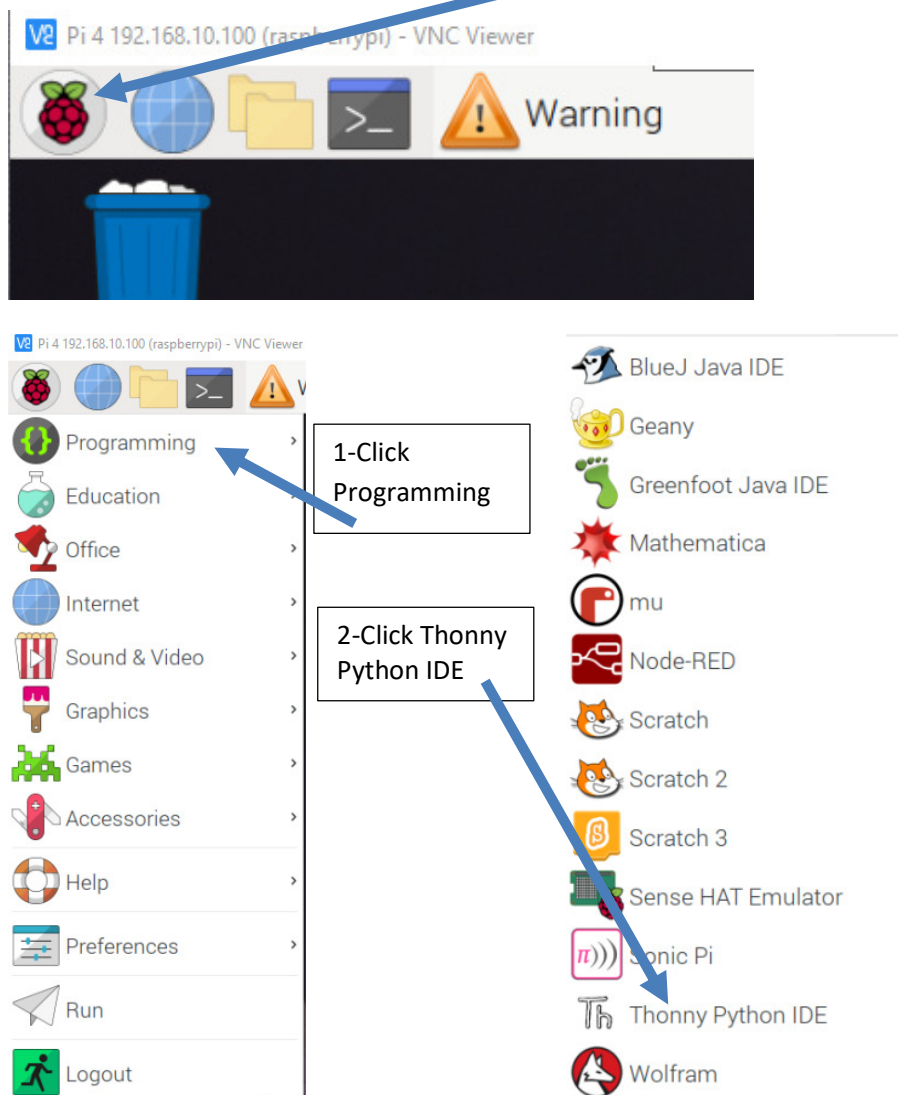 Pi 4 192.168.10.100 (raspberrypi) - VNC Viewer
Warning
Pi 4 192.168.10.100 (raspberrypi) - VNC Viewer
Programming
Education
Office
Internet
Sound & Video
Graphics
Games
Accessories
Help
Preferences
Run
Logout
1-Click
Programming
2-Click Thonny
Python IDE
BlueJ Java IDE
Geany
Greenfoot Java IDE
Mathematica
mu
Node-RED
Scratch
Scratch 2
Scratch 3
Sense HAT Emulator
Sonic Pi
Thonny Python IDE
Wolfram